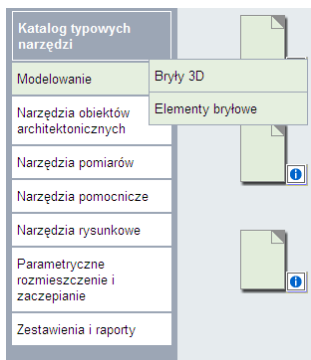 Katalog typowych
narzędzi
Modelowanie
Bryły 3D
Elementy bryłowe
Narzędzia obiektów
architektonicznych
Narzędzia pomiarów
Narzędzia pomocnicze
Narzędzia rysunkowe
Parametryczne
rozmieszczenie i
zaczepianie
Zestawienia i raporty